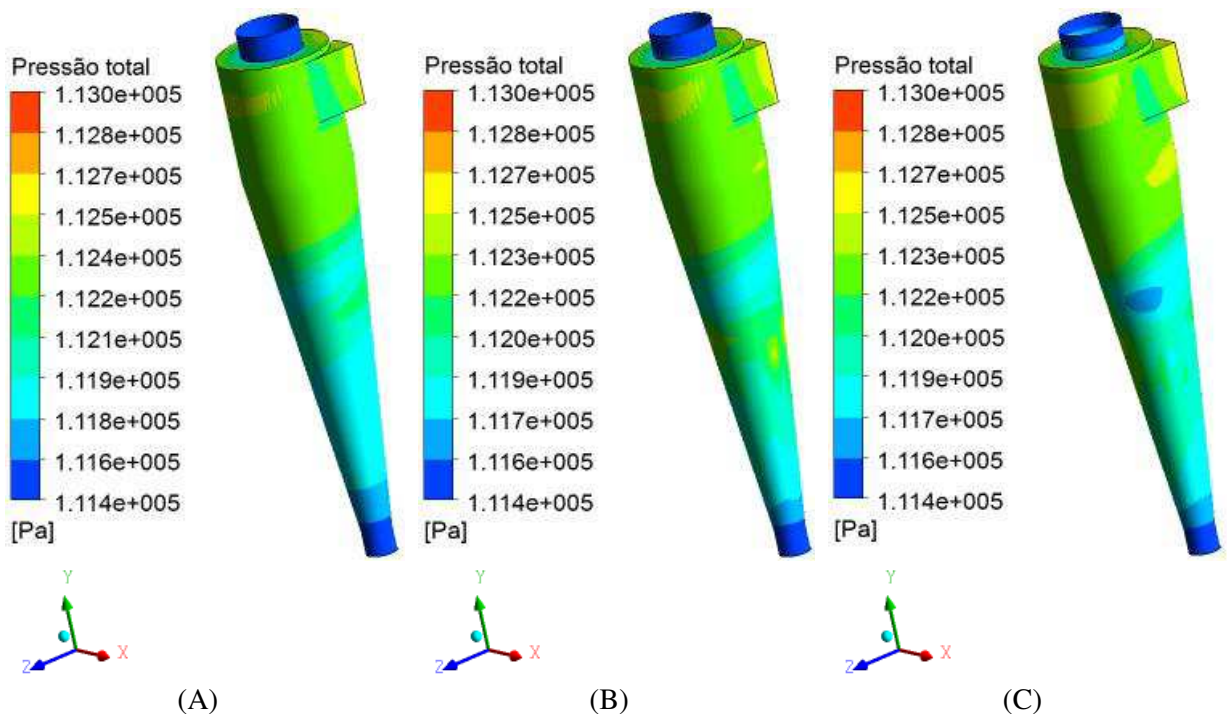 Pressão total
1.130e+005
1.128e+005
1.127e+005
1.125e+005
1.124e+005
1.122e+005
1.121e+005
1.119e+005
1.118e+005
1.116e+005
1.114e+005
[Pa]
Y
Z
X
(A)
Pressão total
1.130e+005
1.128e+005
1.127e+005
1.125e+005
1.123e+005
1.122e+005
1.120e+005
1.119e+005
1.117e+005
1.116e+005
1.114e+005
[Pa]
Y
Z
X
(B)
Pressão total
1.130e+005
1.128e+005
1.127e+005
1.125e+005
1.123e+005
1.122e+005
1.120e+005
1.119e+005
1.117e+005
1.116e+005
1.114e+005
[Pa]
Y
Z
X
(C)